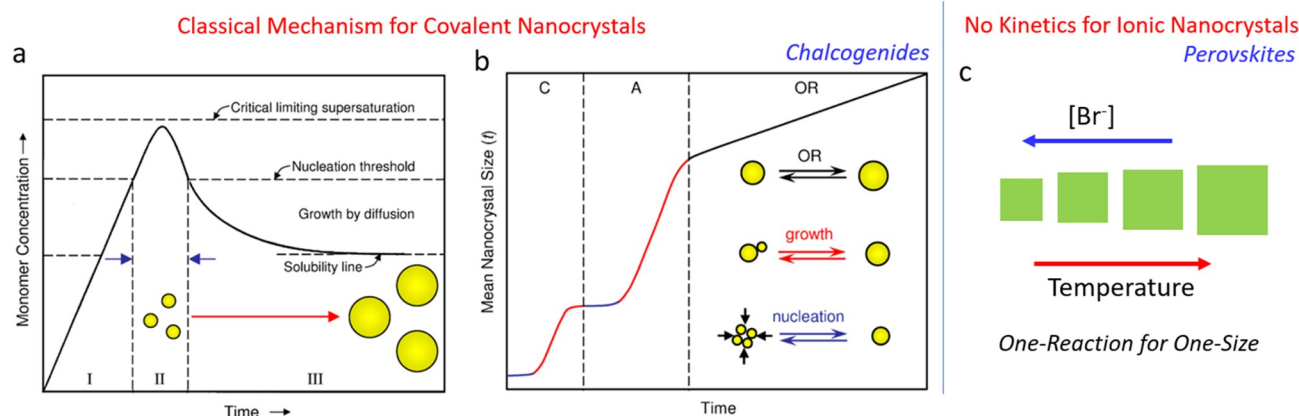 Classical Mechanism for Covalent Nanocrystals
No Kinetics for Ionic Nanocrystals
Chalcogenides
Perovskites
a
Critical limiting supersaturation
Nucleation threshold
Growth by diffusion
Solubility line
Monomer Concentration →
I
II
III
Time →
b
C
A
OR
OR
growth
nucleation
Mean Nanocrystal Size (t)
Time
c
[Br⁻]
Temperature
One-Reaction for One-Size